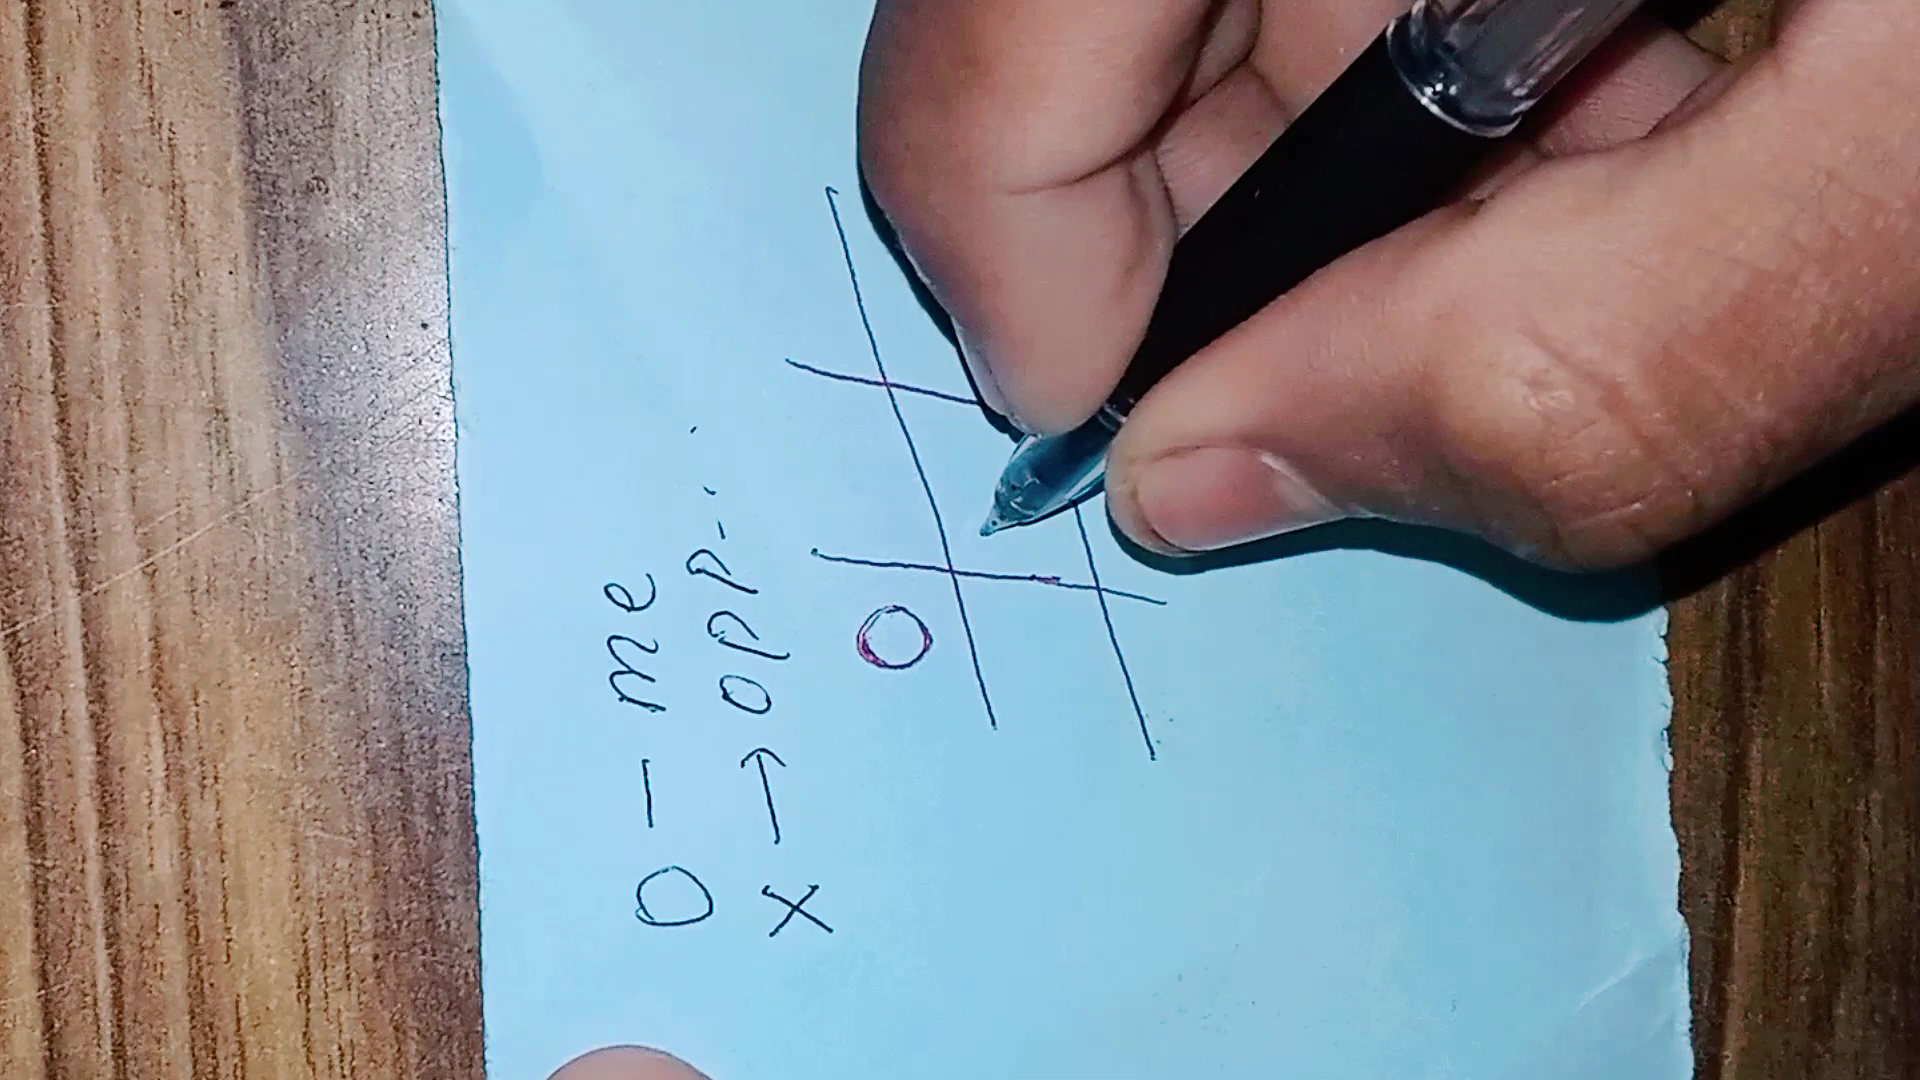 O - me
X → opp...
O